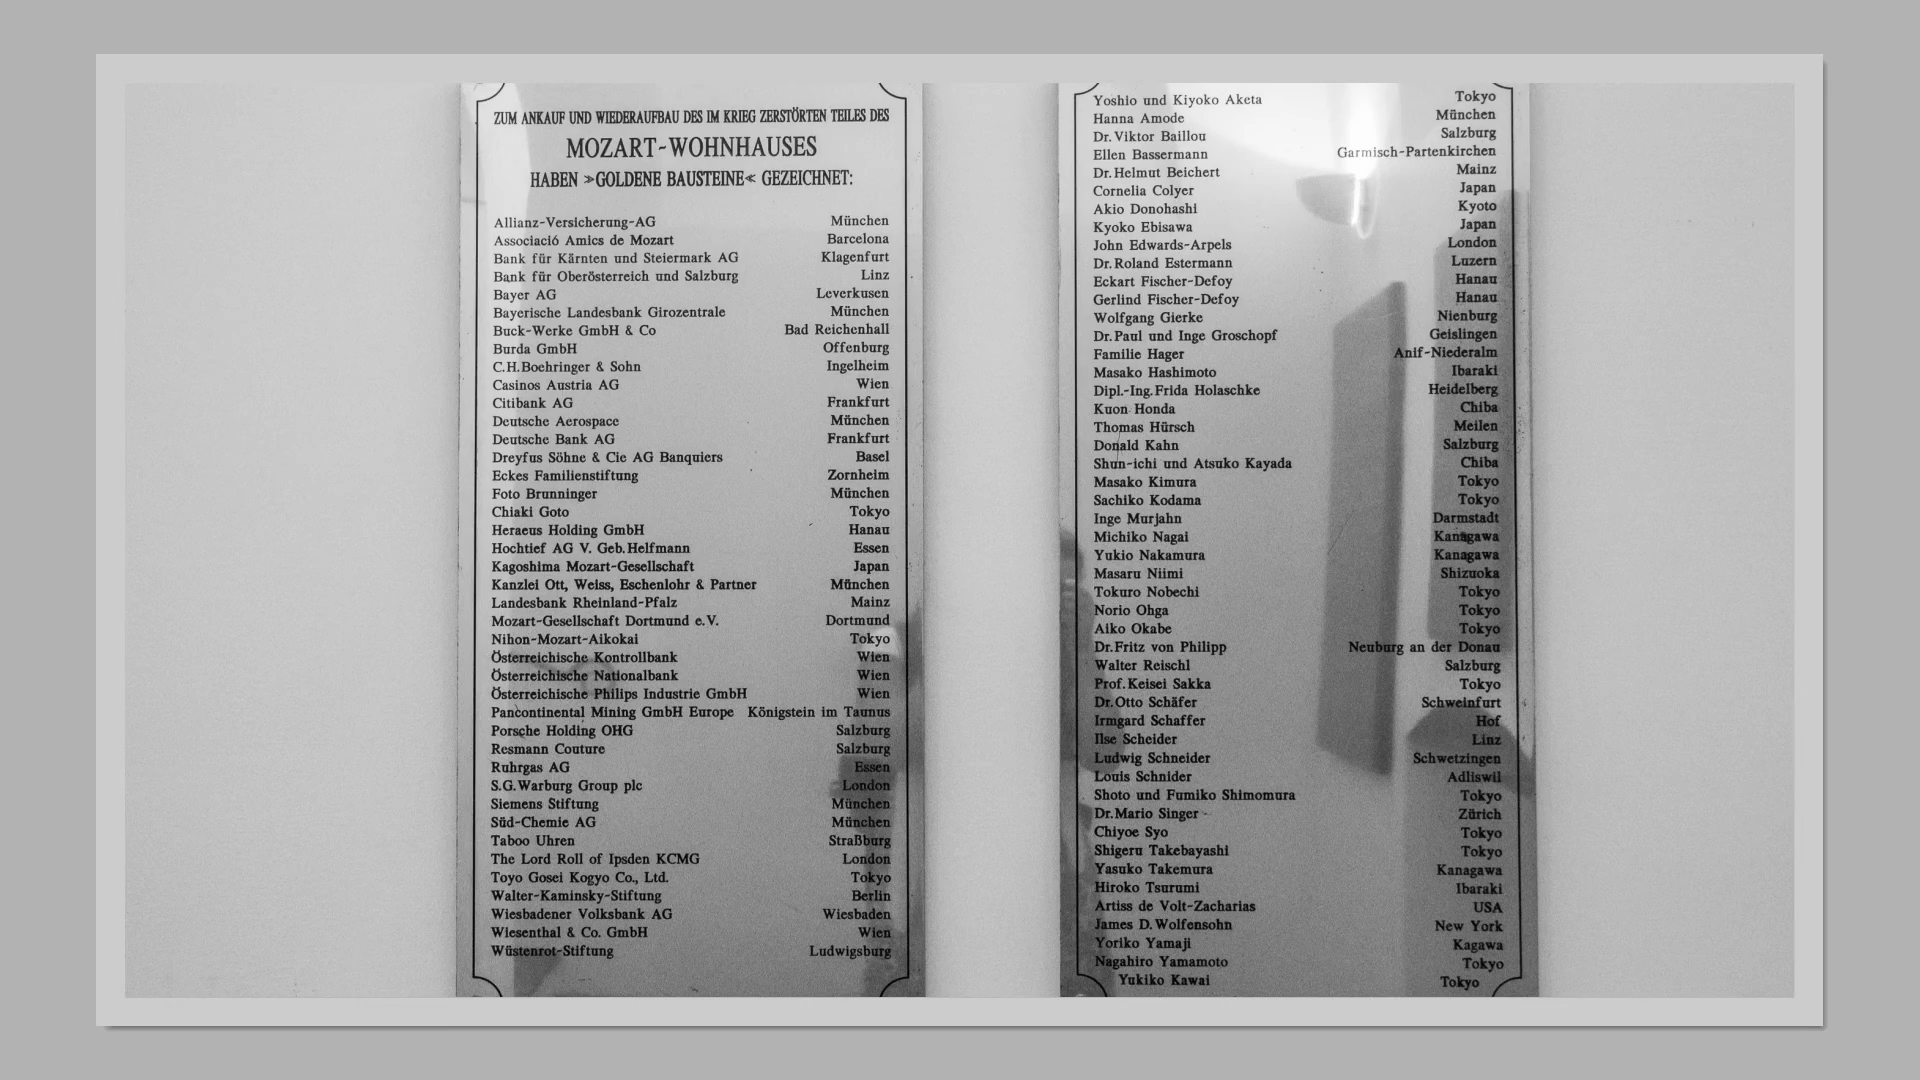 ZUM ANKAUF UND WIEDERAUFBAU DES IM KRIEG ZERSTÖRTEN TEILES DES
MOZART-WOHNHAUSES
HABEN »GOLDENE BAUSTEINE« GEZEICHNET:
Allianz-Versicherung-AG München
Associació Amics de Mozart Barcelona
Bank für Kärnten und Steiermark AG Klagenfurt
Bank für Oberösterreich und Salzburg Linz
Bayer AG Leverkusen
Bayerische Landesbank Girozentrale München
Buck-Werke GmbH & Co Bad Reichenhall
Burda GmbH Offenburg
C.H.Boehringer & Sohn Ingelheim
Casinos Austria AG Wien
Citibank AG Frankfurt
Deutsche Aerospace München
Deutsche Bank AG Frankfurt
Dreyfus Söhne & Cie AG Banquiers Basel
Eckes Familienstiftung Zornheim
Foto Brunninger München
Chiaki Goto Tokyo
Heraeus Holding GmbH Hanau
Hochtief AG V. Geb.Helfmann Essen
Kagoshima Mozart-Gesellschaft Japan
Kanzlei Ott, Weiss, Eschenlohr & Partner München
Landesbank Rheinland-Pfalz Mainz
Mozart-Gesellschaft Dortmund e.V. Dortmund
Nihon-Mozart-Aikokai Tokyo
Österreichische Kontrollbank Wien
Österreichische Nationalbank Wien
Österreichische Philips Industrie GmbH Wien
Pancontinental Mining GmbH Europe Königstein im Taunus
Porsche Holding OHG Salzburg
Resmann Couture Salzburg
Ruhrgas AG Essen
S.G.Warburg Group plc London
Siemens Stiftung München
Süd-Chemie AG München
Taboo Uhren Straßburg
The Lord Roll of Ipsden KCMG London
Toyo Gosei Kogyo Co., Ltd. Tokyo
Walter-Kaminsky-Stiftung Berlin
Wiesbadener Volksbank AG Wiesbaden
Wiesenthal & Co. GmbH Wien
Wüstenrot-Stiftung Ludwigsburg
Yoshio und Kiyoko Aketa Tokyo
Hanna Amode München
Dr.Viktor Baillou Salzburg
Ellen Bassermann Garmisch-Partenkirchen
Dr.Helmut Beichert Mainz
Cornelia Colyer Japan
Akio Donohashi Kyoto
Kyoko Ebisawa Japan
John Edwards-Arpels London
Dr.Roland Estermann Luzern
Eckart Fischer-Defoy Hanau
Gerlind Fischer-Defoy Hanau
Wolfgang Gierke Nienburg
Dr.Paul und Inge Groschopf Geislingen
Familie Hager Anif-Niederalm
Masako Hashimoto Ibaraki
Dipl.-Ing.Frida Holaschke Heidelberg
Kuon Honda Chiba
Thomas Hürsch Meilen
Donald Kahn Salzburg
Shun-ichi und Atsuko Kayada Chiba
Masako Kimura Tokyo
Sachiko Kodama Tokyo
Inge Murjahn Darmstadt
Michiko Nagai Kanagawa
Yukio Nakamura Kanagawa
Masaru Niimi Shizuoka
Tokuro Nobechi Tokyo
Norio Ohga Tokyo
Aiko Okabe Tokyo
Dr.Fritz von Philipp Neuburg an der Donau
Walter Reischl Salzburg
Prof.Keisei Sakka Tokyo
Dr.Otto Schäfer Schweinfurt
Irmgard Schaffer Hof
Ilse Scheider Linz
Ludwig Schneider Schwetzingen
Louis Schnider Adliswil
Shoto und Fumiko Shimomura Tokyo
Dr.Mario Singer Zürich
Chiyoe Syo Tokyo
Shigeru Takebayashi Tokyo
Yasuko Takemura Kanagawa
Hiroko Tsurumi Ibaraki
Artiss de Volt-Zacharias USA
James D.Wolfensohn New York
Yoriko Yamaji Kagawa
Nagahiro Yamamoto Tokyo
Yukiko Kawai Tokyo